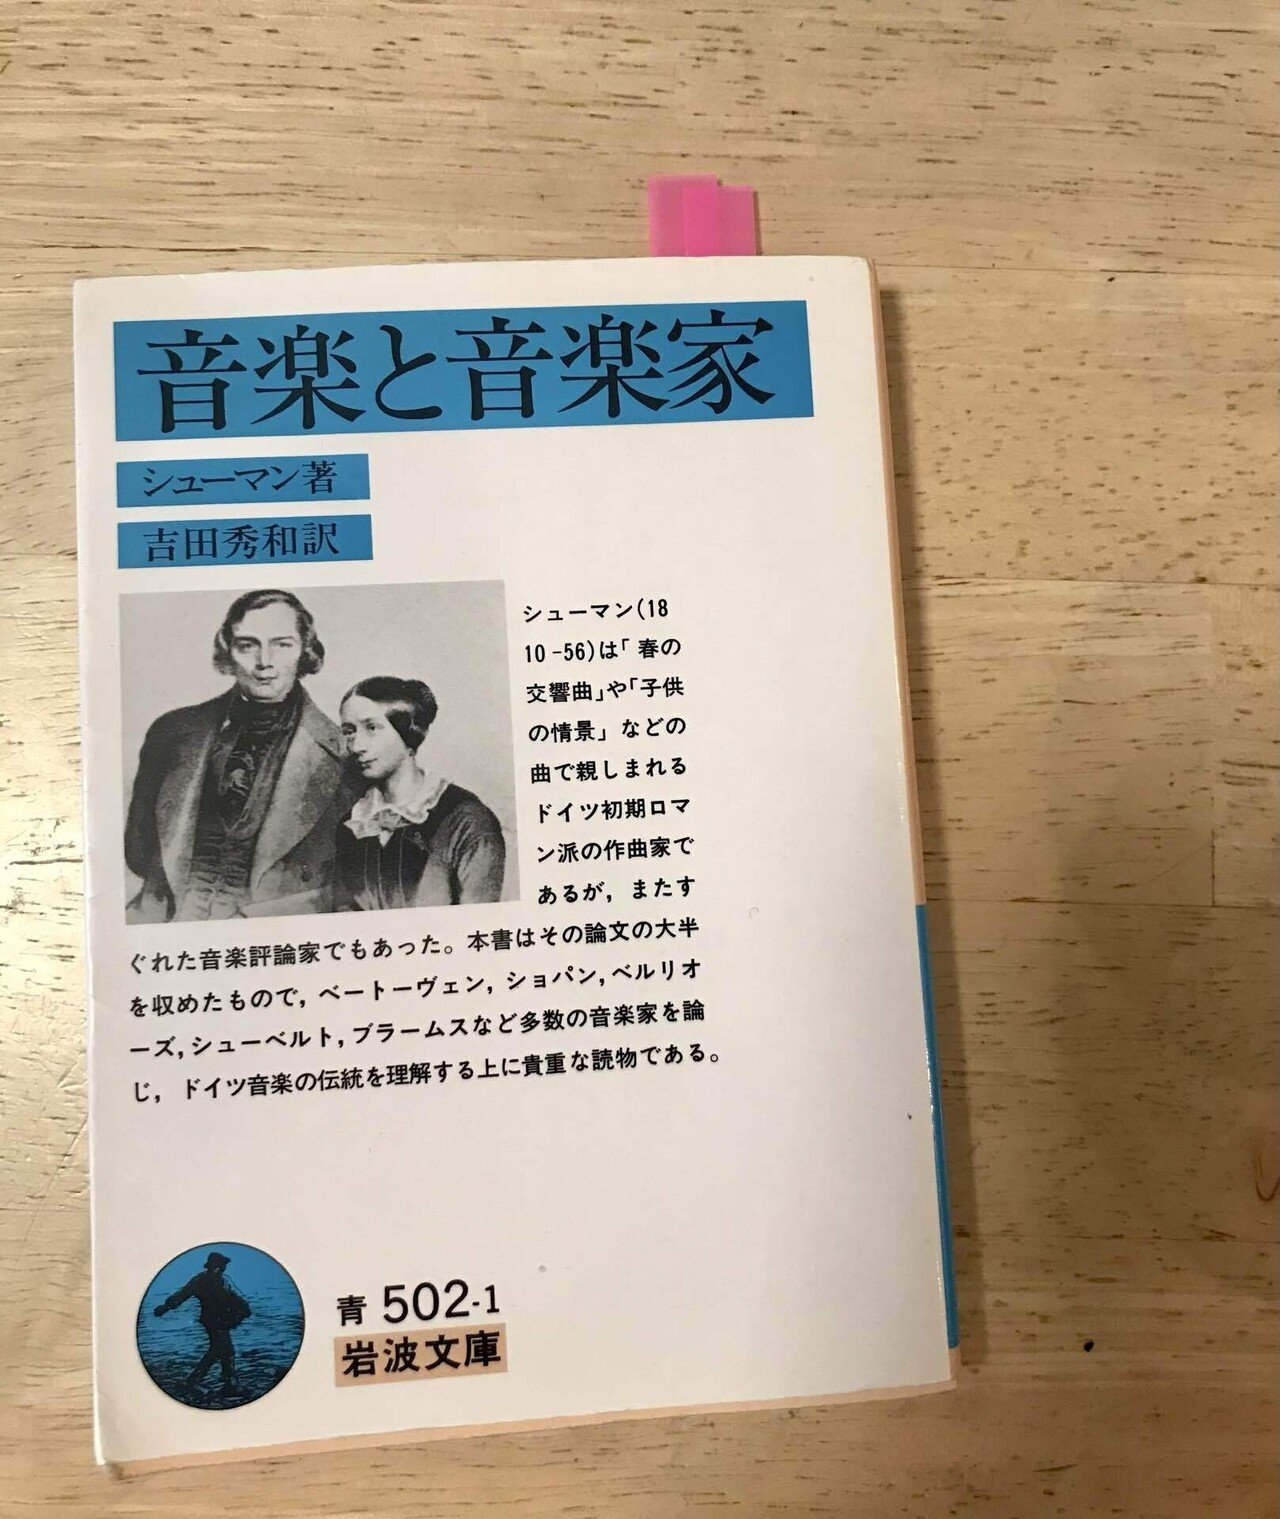 音楽と音楽家
シューマン著
吉田秀和訳
シューマン(18
10-56)は「春の
交響曲」や「子供
の情景」などの
曲で親しまれる
ドイツ初期ロマ
ン派の作曲家で
あるが，またす
ぐれた音楽評論家でもあった。本書はその論文の大半
を収めたもので，ベートーヴェン，ショパン，ベルリオ
ーズ，シューベルト，ブラームスなど多数の音楽家を論
じ，ドイツ音楽の伝統を理解する上に貴重な読物である。
青 502-1
岩波文庫